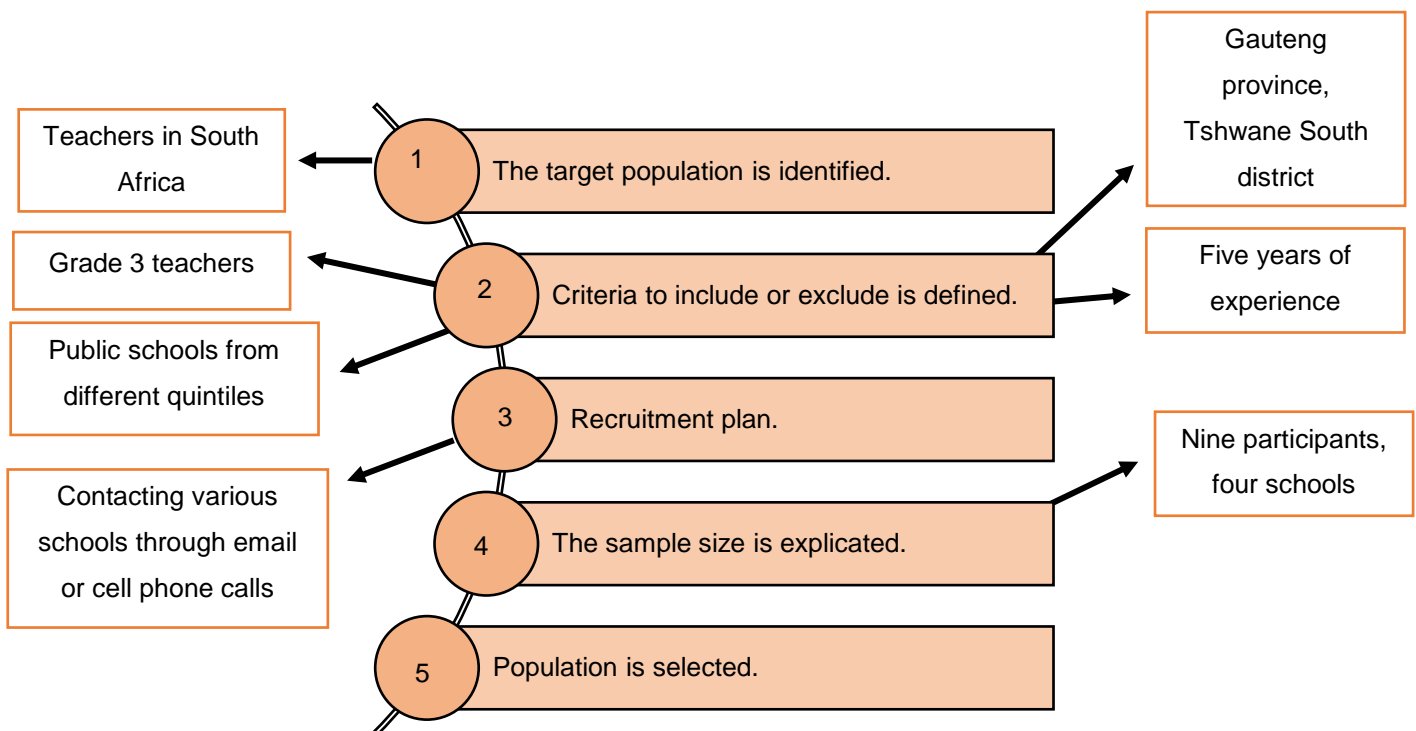 Teachers in South
Africa
1
The target population is identified.
Gauteng
province,
Tshwane South
district
Grade 3 teachers
2
Criteria to include or exclude is defined.
Five years of
experience
Public schools from
different quintiles
3
Recruitment plan.
Contacting various
schools through email
or cell phone calls
4
The sample size is explicated.
Nine participants,
four schools
5
Population is selected.